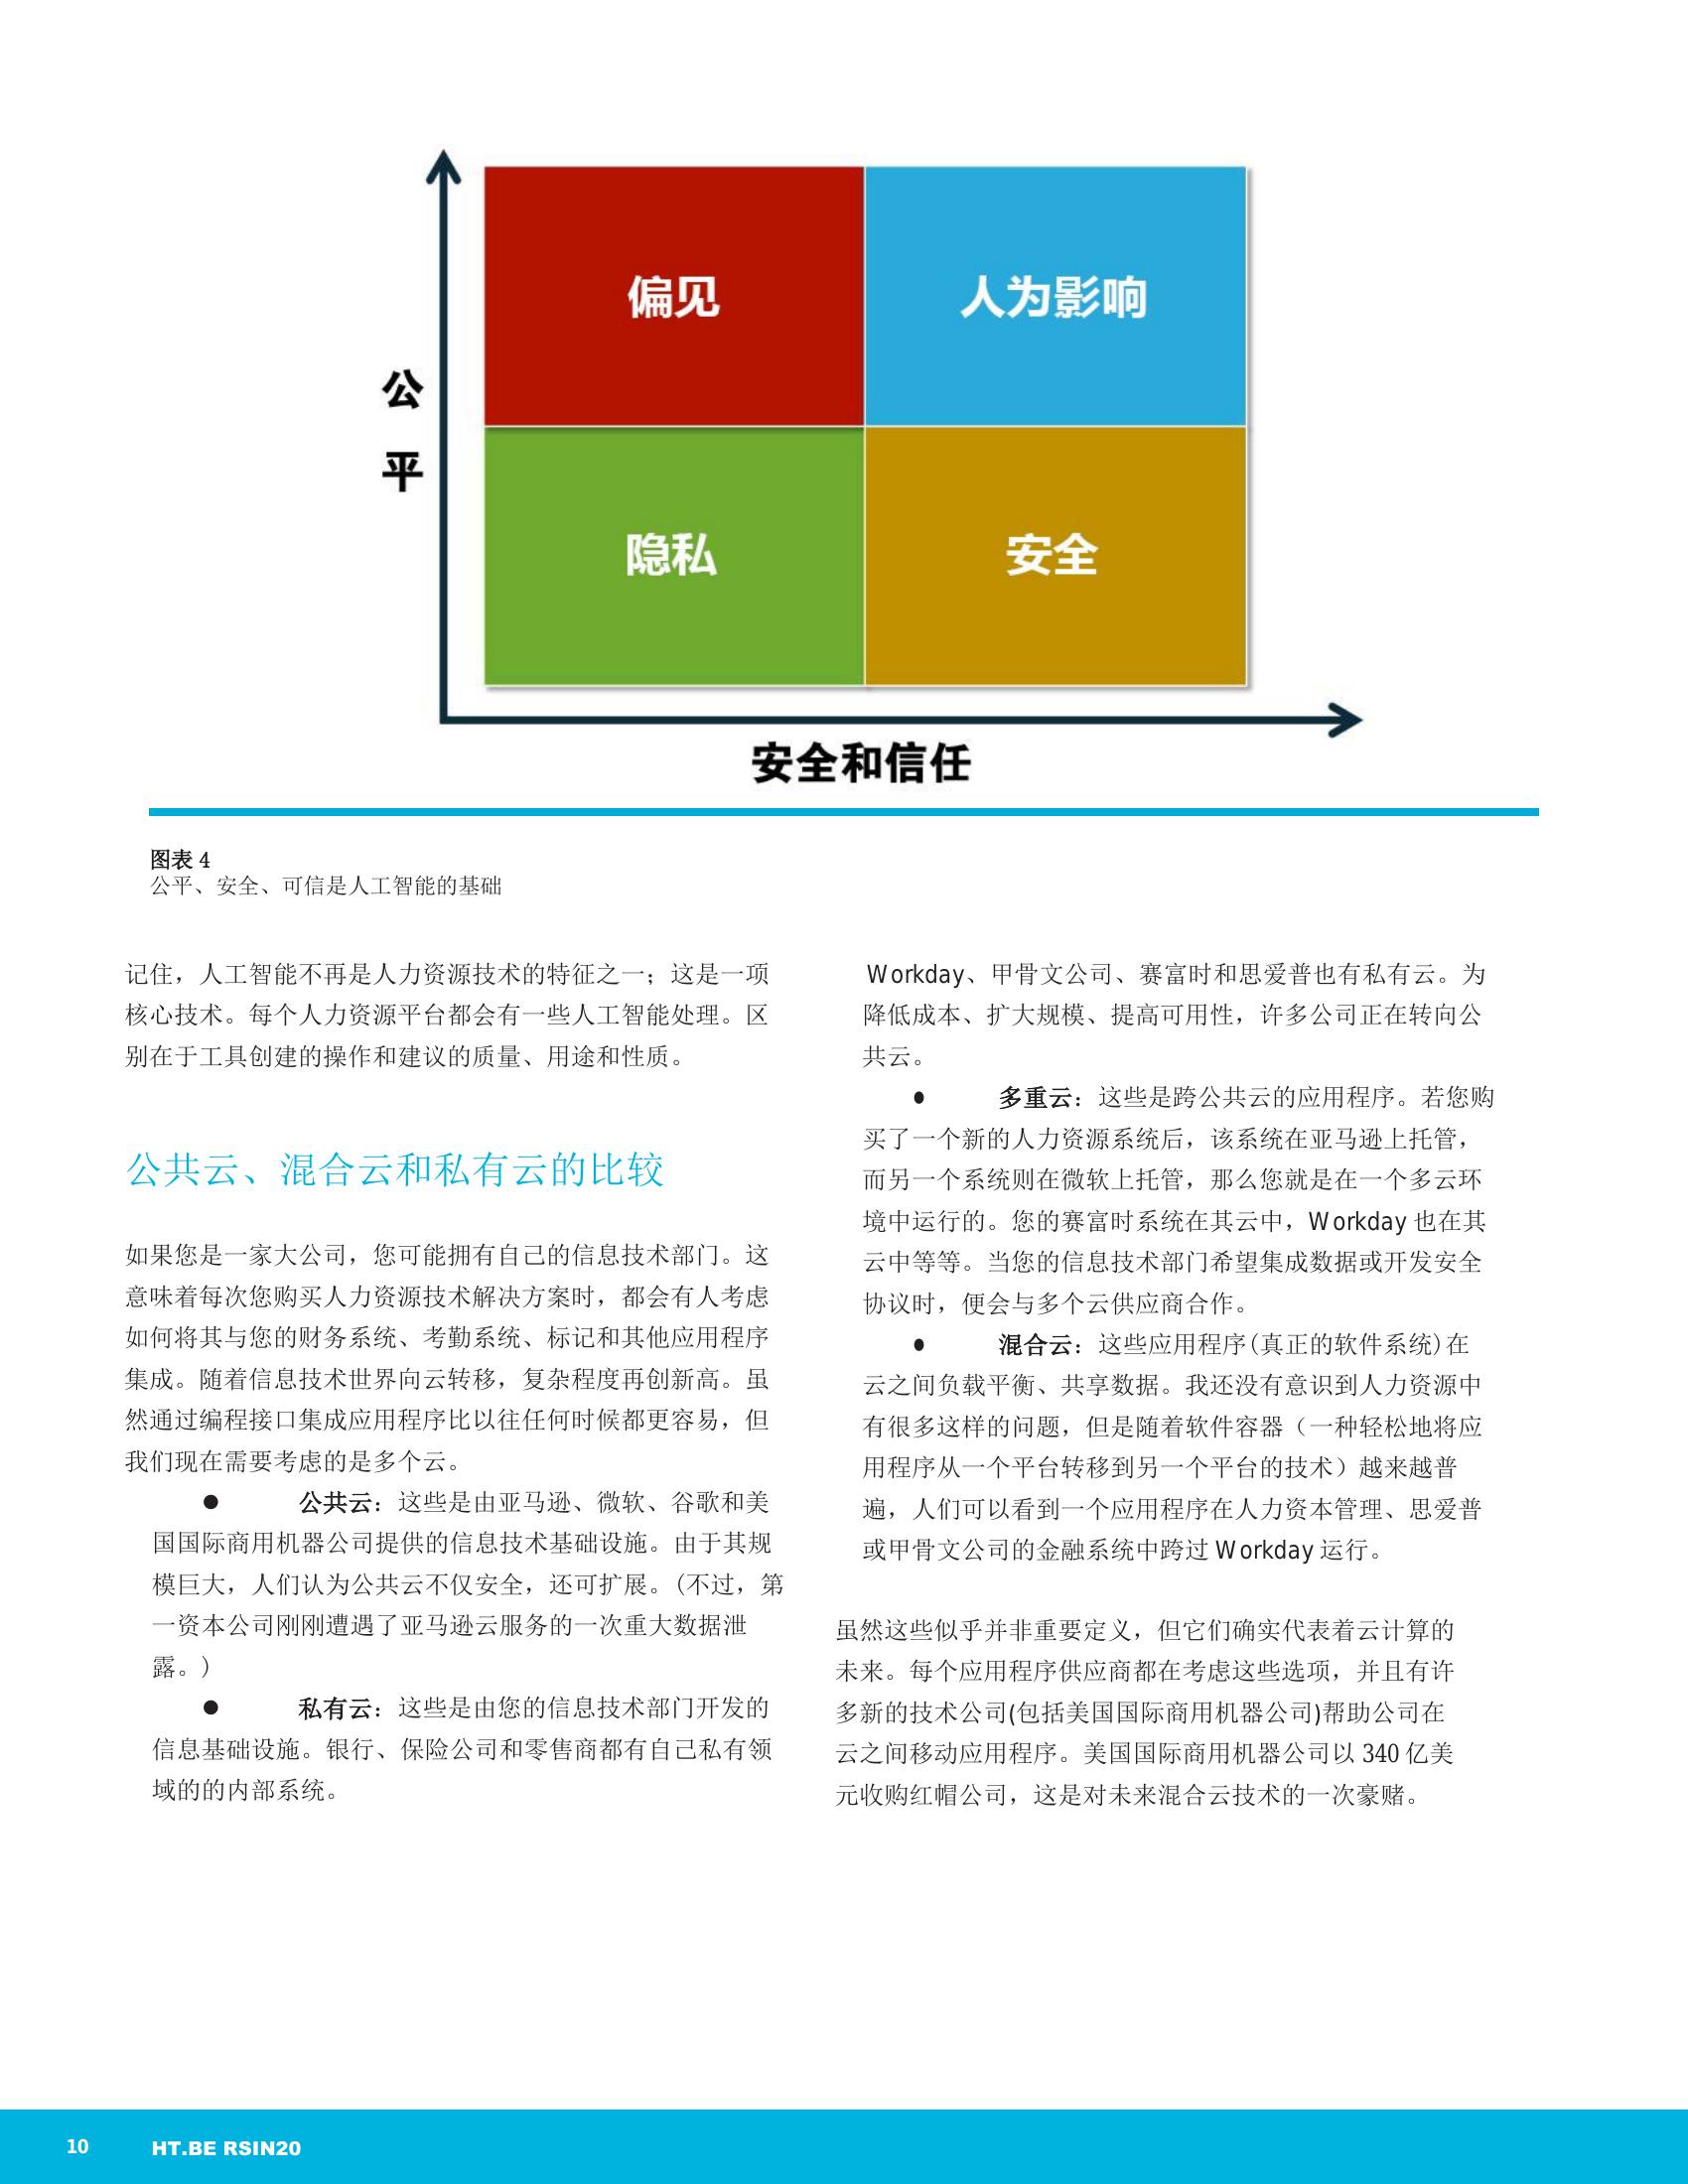 偏见
人为影响
公
平
隐私
安全
安全和信任
图表 4
公平、安全、可信是人工智能的基础
记住，人工智能不再是人力资源技术的特征之一；这是一项
核心技术。每个人力资源平台都会有一些人工智能处理。区
别在于工具创建的操作和建议的质量、用途和性质。
公共云、混合云和私有云的比较
如果您是一家大公司，您可能拥有自己的信息技术部门。这
意味着每次您购买人力资源技术解决方案时，都会有人考虑
如何将其与您的财务系统、考勤系统、标记和其他应用程序
集成。随着信息技术世界向云转移，复杂程度再创新高。虽
然通过编程接口集成应用程序比以往任何时候都更容易，但
我们现在需要考虑的是多个云。
● 公共云：这些是由亚马逊、微软、谷歌和美
国国际商用机器公司提供的信息技术基础设施。由于其规
模巨大，人们认为公共云不仅安全，还可扩展。(不过，第
一资本公司刚刚遭遇了亚马逊云服务的一次重大数据泄
露。)
● 私有云：这些是由您的信息技术部门开发的
信息基础设施。银行、保险公司和零售商都有自己私有领
域的的内部系统。
Workday、甲骨文公司、赛富时和思爱普也有私有云。为
降低成本、扩大规模、提高可用性，许多公司正在转向公
共云。
● 多重云：这些是跨公共云的应用程序。若您购
买了一个新的人力资源系统后，该系统在亚马逊上托管，
而另一个系统则在微软上托管，那么您就是在一个多云环
境中运行的。您的赛富时系统在其云中，Workday 也在其
云中等等。当您的信息技术部门希望集成数据或开发安全
协议时，便会与多个云供应商合作。
● 混合云：这些应用程序(真正的软件系统)在
云之间负载平衡、共享数据。我还没有意识到人力资源中
有很多这样的问题，但是随着软件容器（一种轻松地将应
用程序从一个平台转移到另一个平台的技术）越来越普
遍，人们可以看到一个应用程序在人力资本管理、思爱普
或甲骨文公司的金融系统中跨过 Workday 运行。
虽然这些似乎并非重要定义，但它们确实代表着云计算的
未来。每个应用程序供应商都在考虑这些选项，并且有许
多新的技术公司(包括美国国际商用机器公司)帮助公司在
云之间移动应用程序。美国国际商用机器公司以 340 亿美
元收购红帽公司，这是对未来混合云技术的一次豪赌。
10 HT.BE RSIN20